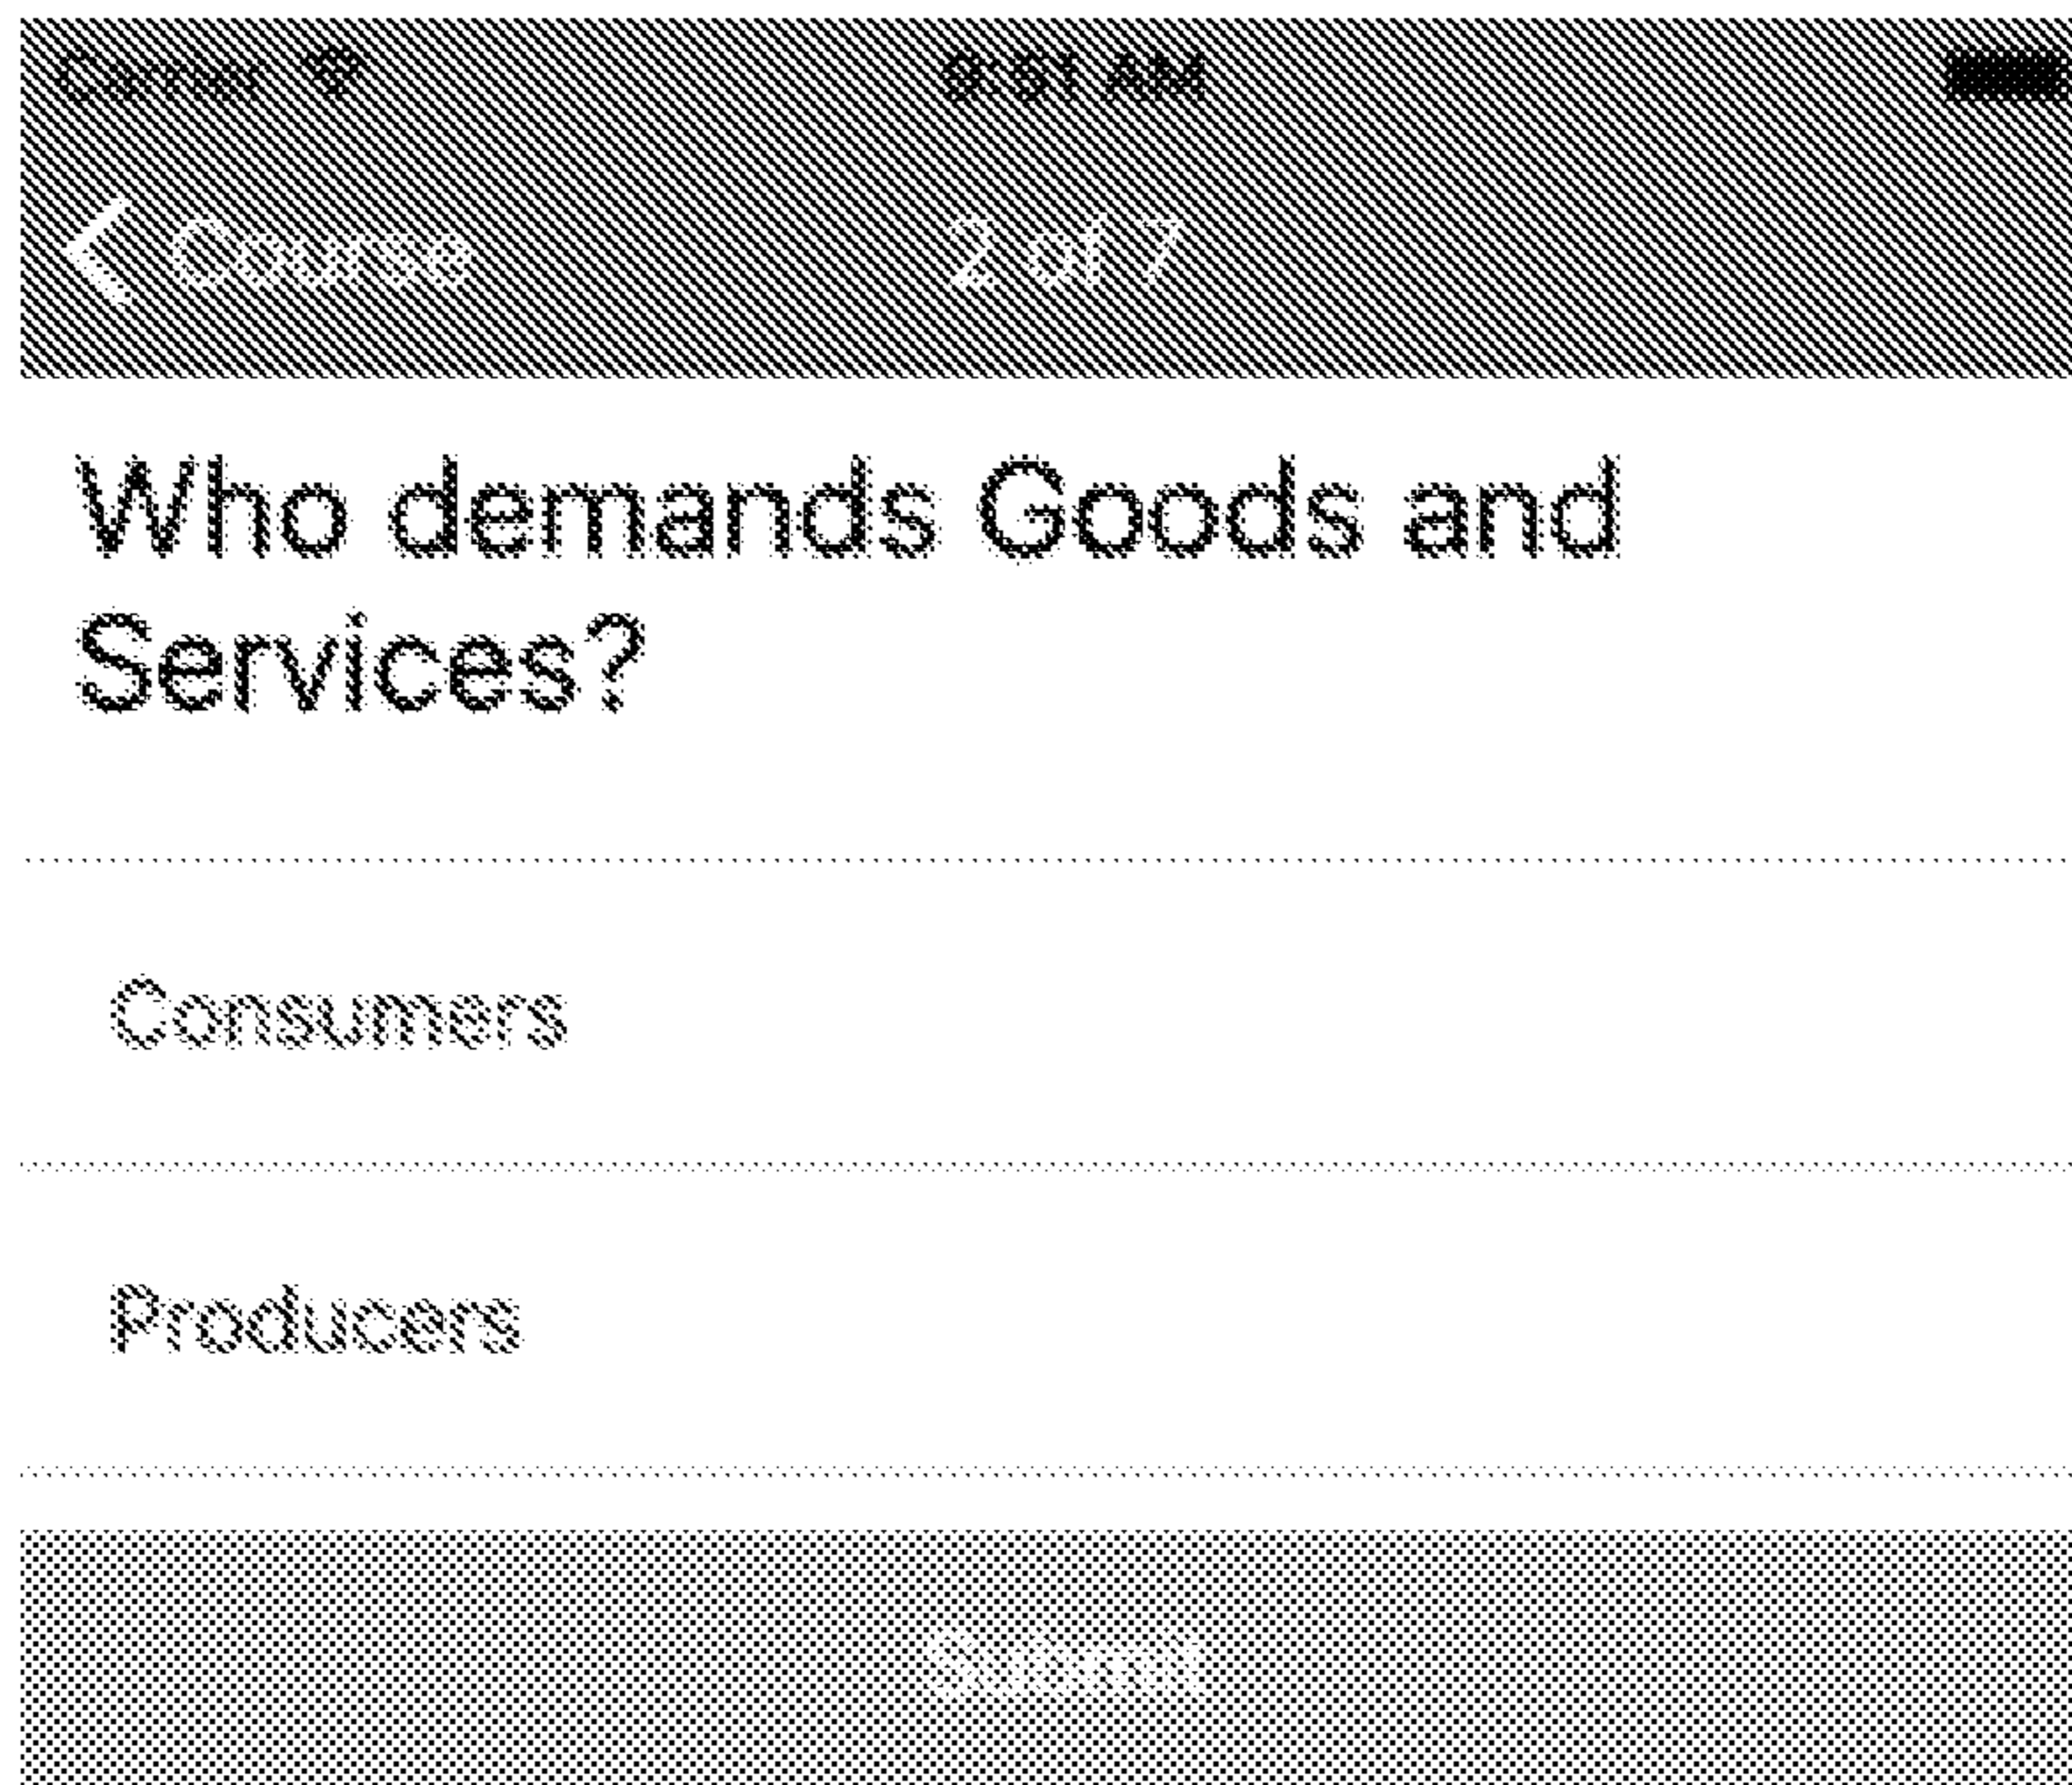 Carrier 9:51 AM
Course 2 of 7
Who demands Goods and
Services?
Consumers
Producers
Submit